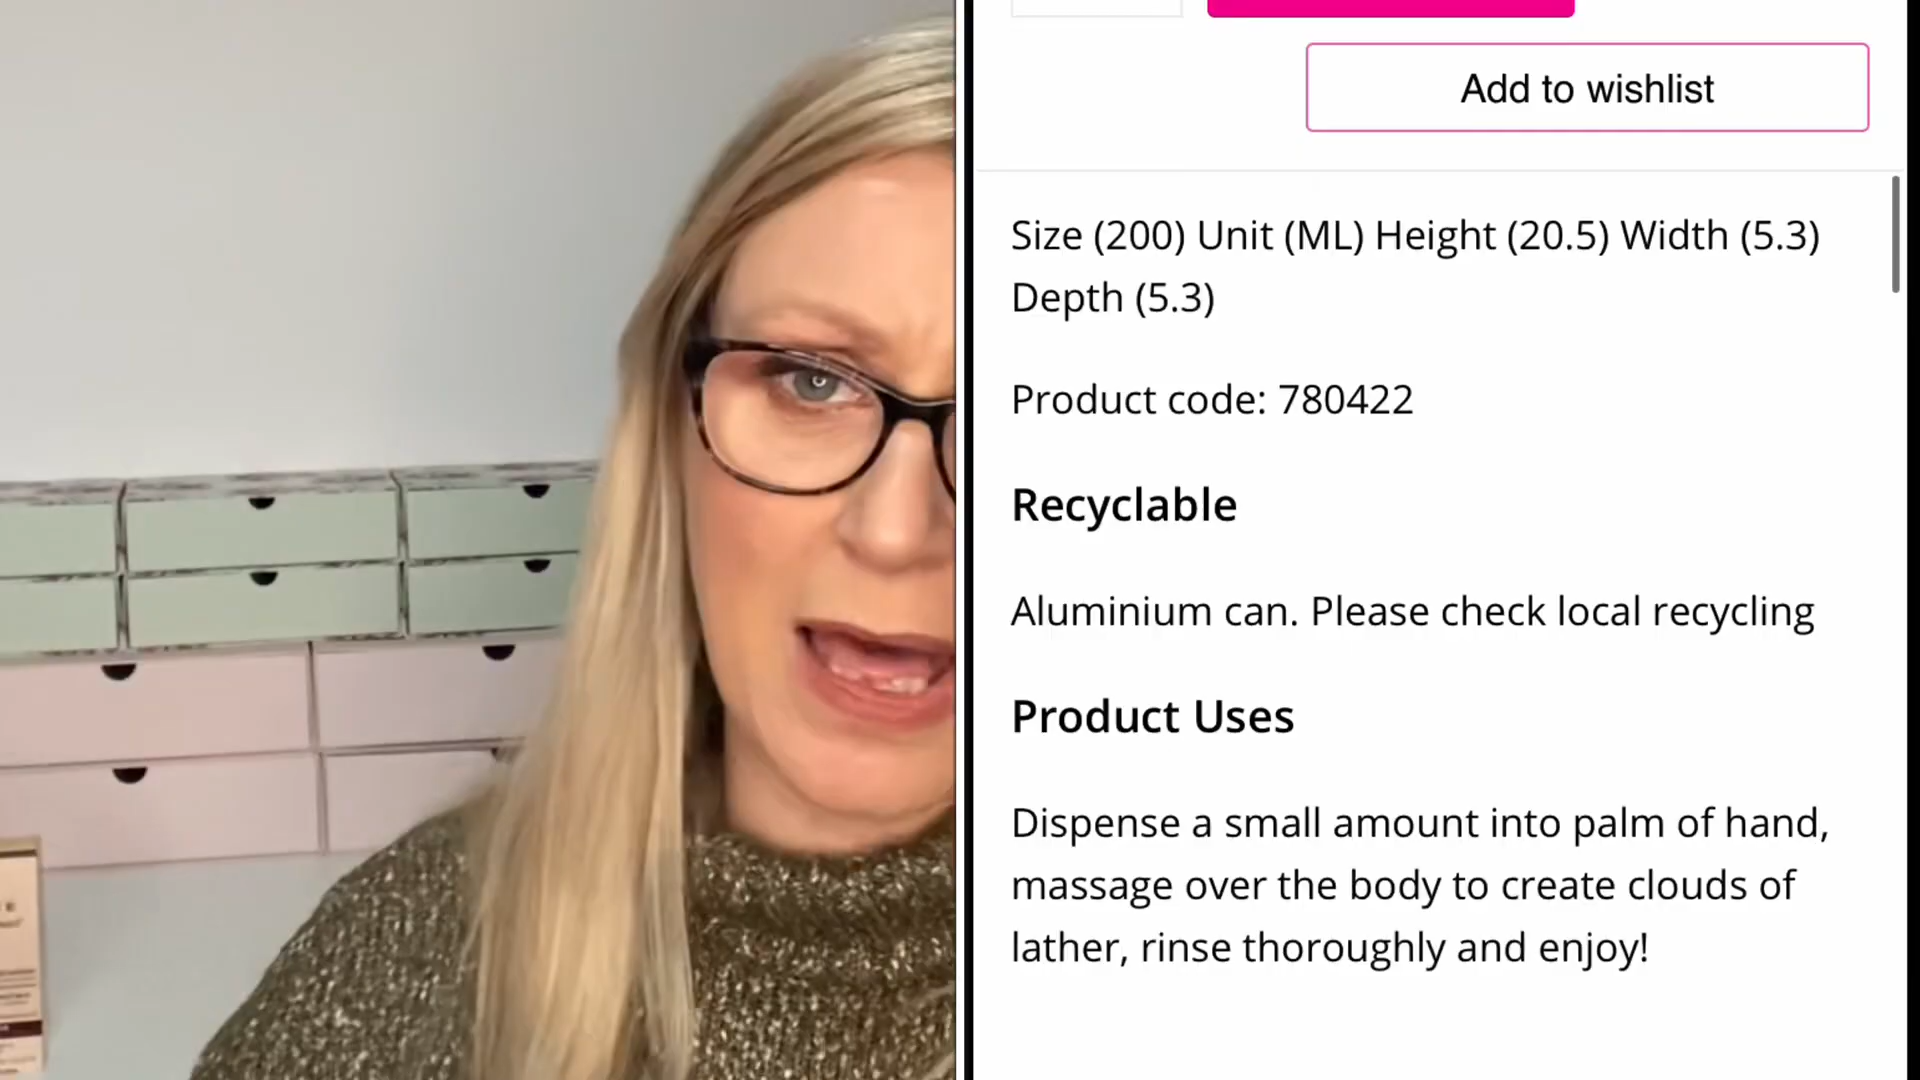 Add to wishlist
Size (200) Unit (ML) Height (20.5) Width (5.3)
Depth (5.3)
Product code: 780422
Recyclable
Aluminium can. Please check local recycling
Product Uses
Dispense a small amount into palm of hand,
massage over the body to create clouds of
lather, rinse thoroughly and enjoy!